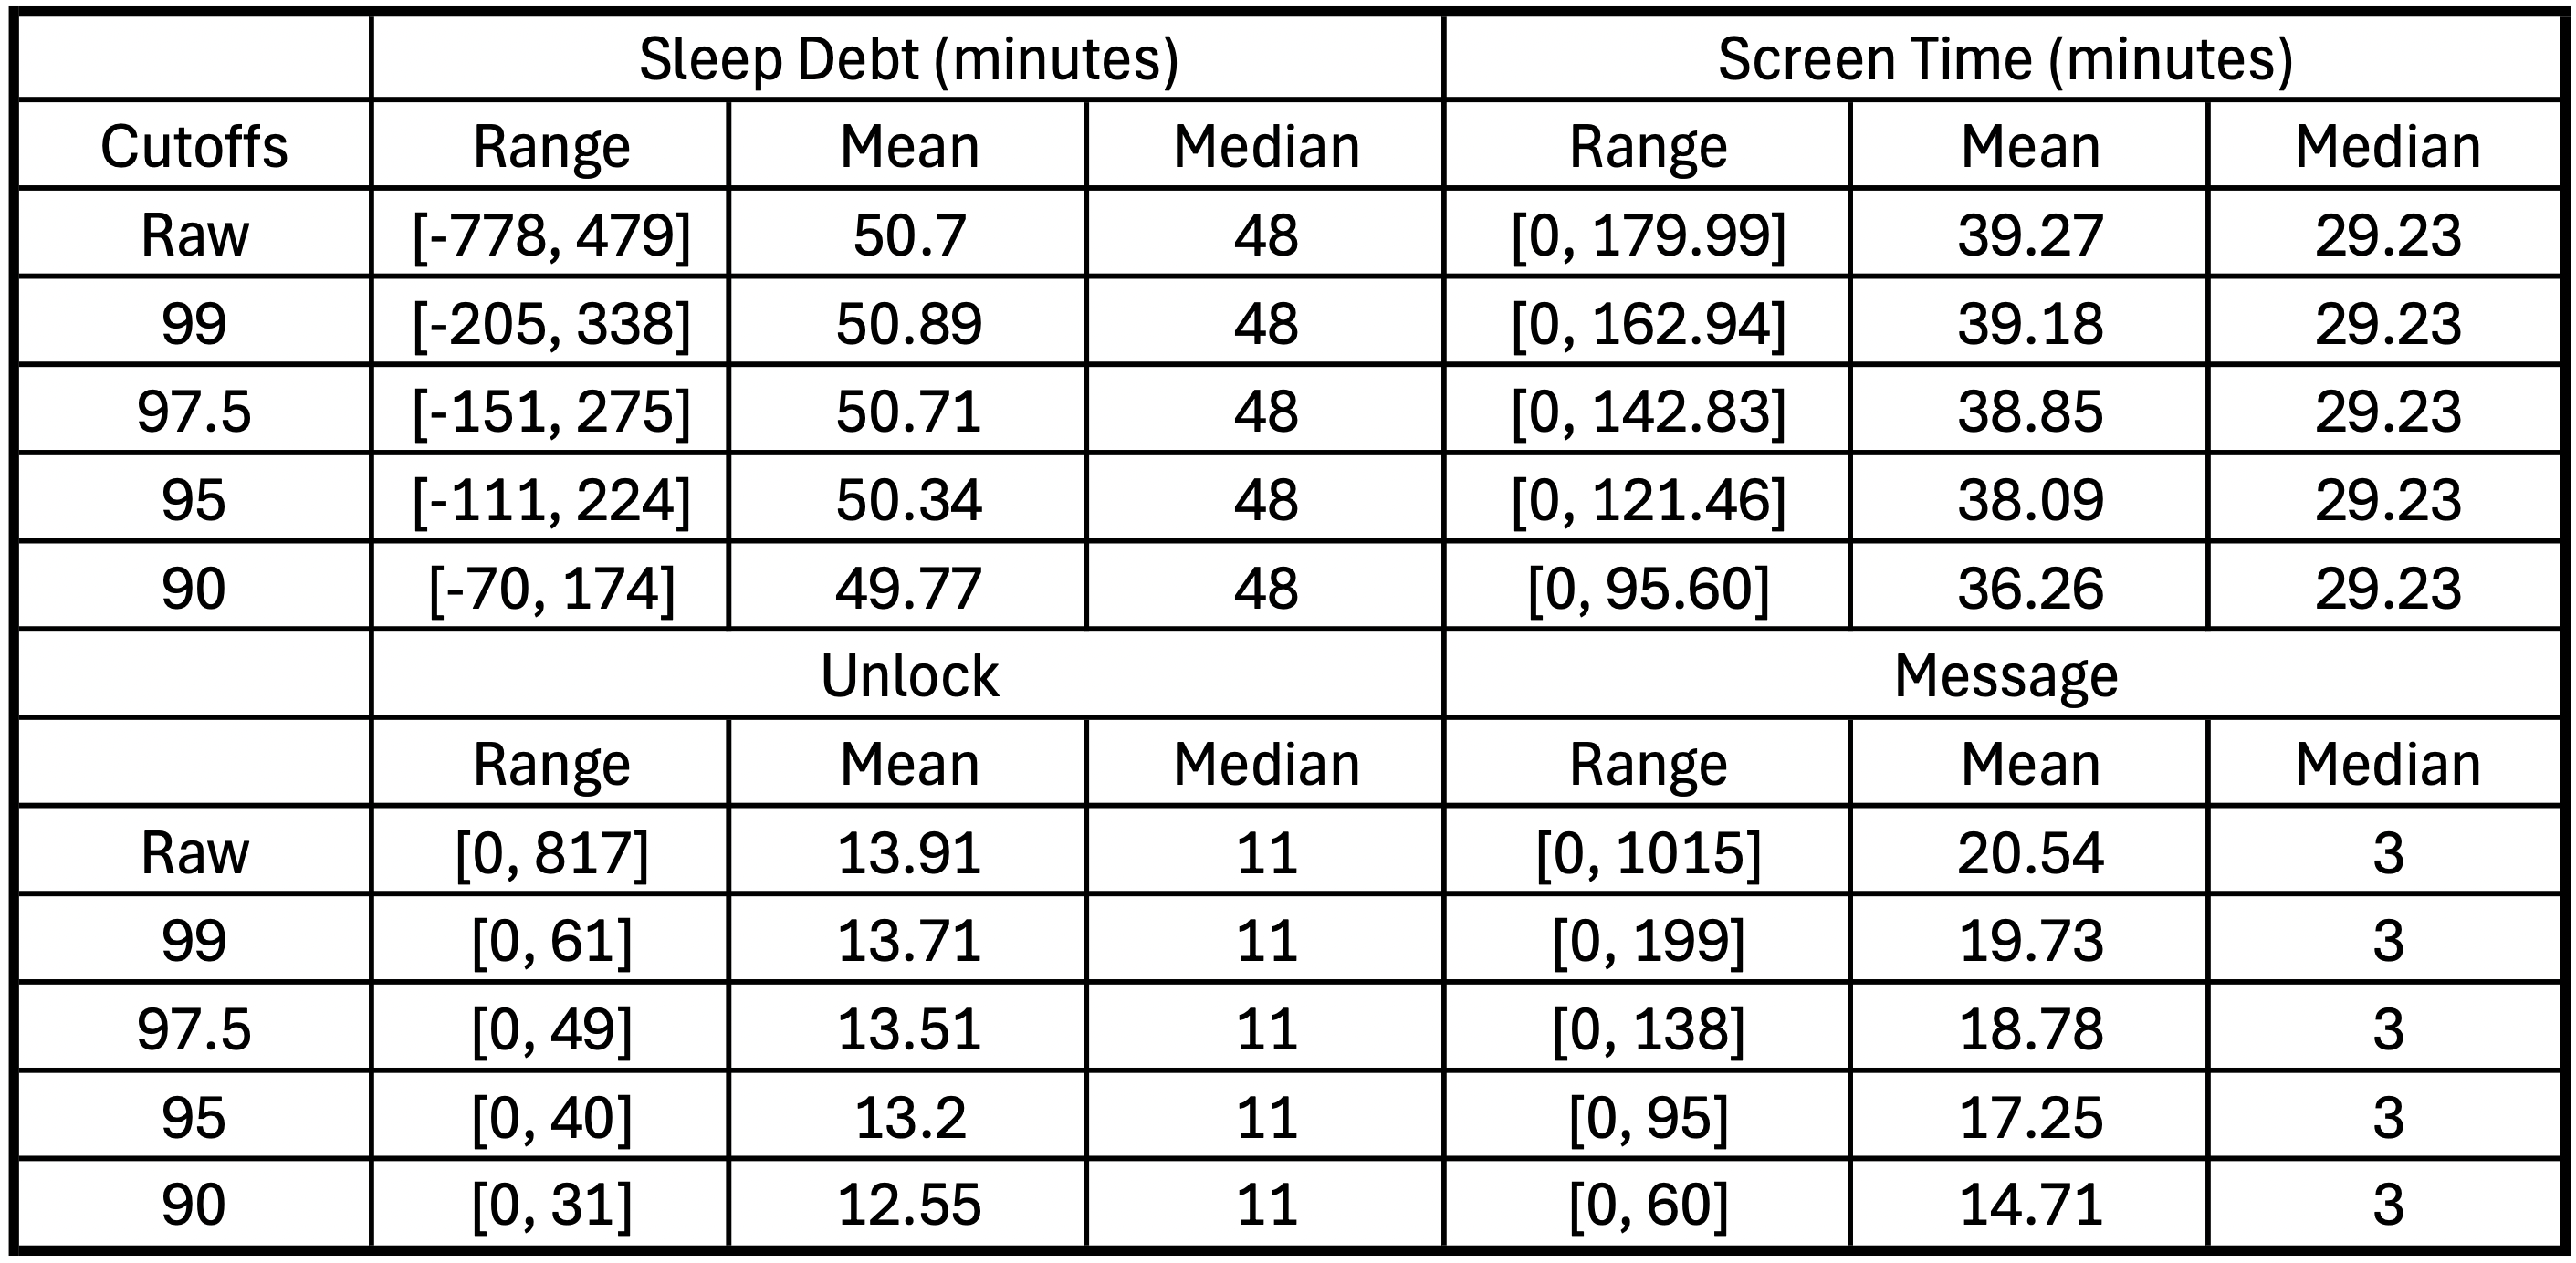 Sleep Debt (minutes) Screen Time (minutes)
Cutoffs Range Mean Median Range Mean Median
Raw [-778, 479] 50.7 48 [0, 179.99] 39.27 29.23
99 [-205, 338] 50.89 48 [0, 162.94] 39.18 29.23
97.5 [-151, 275] 50.71 48 [0, 142.83] 38.85 29.23
95 [-111, 224] 50.34 48 [0, 121.46] 38.09 29.23
90 [-70, 174] 49.77 48 [0, 95.60] 36.26 29.23
Unlock Message
Range Mean Median Range Mean Median
Raw [0, 817] 13.91 11 [0, 1015] 20.54 3
99 [0, 61] 13.71 11 [0, 199] 19.73 3
97.5 [0, 49] 13.51 11 [0, 138] 18.78 3
95 [0, 40] 13.2 11 [0, 95] 17.25 3
90 [0, 31] 12.55 11 [0, 60] 14.71 3